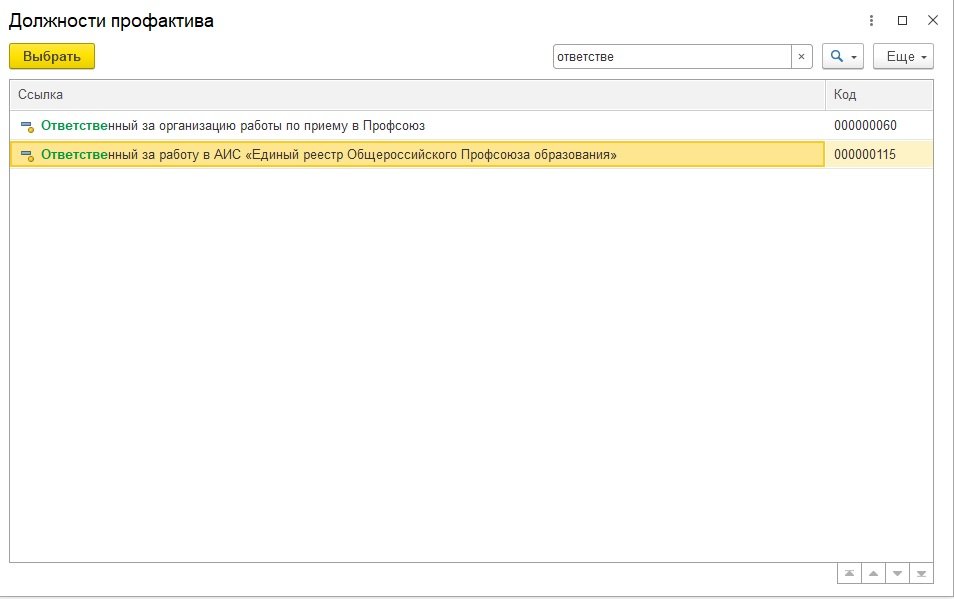 Должности профактива
Выбрать
ответстве
×
Еще
Ссылка
Код
Ответственный за организацию работы по приему в Профсоюз
000000060
Ответственный за работу в АИС «Единый реестр Общероссийского Профсоюза образования»
000000115